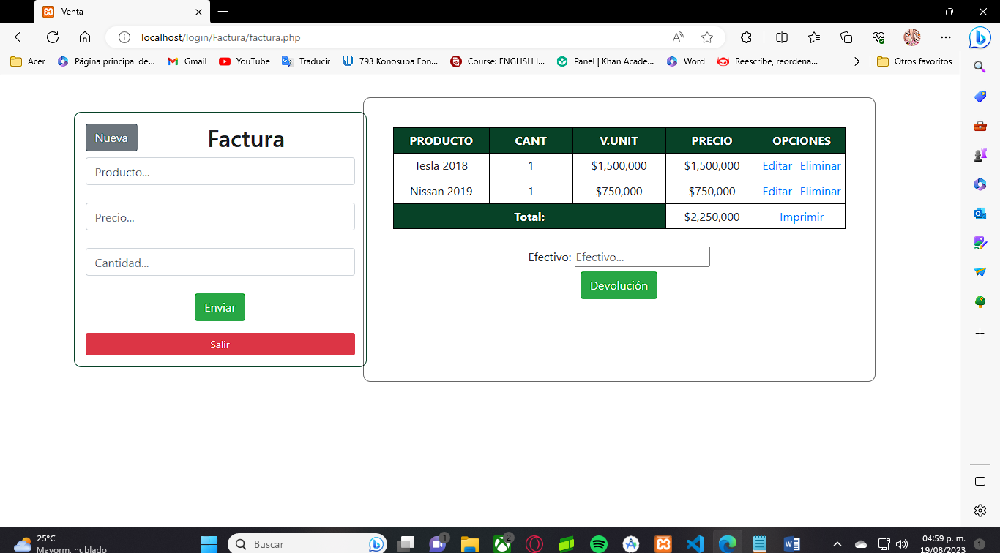 Venta
localhost/login/Factura/factura.php
Acer
Página principal de...
Gmail
YouTube
Traducir
793 Konosuba Fon...
Course: ENGLISH I...
Panel | Khan Acade...
Word
Reescribe, reordena...
Otros favoritos
Nueva
Factura
Producto...
Precio...
Cantidad...
Enviar
Salir
PRODUCTO CANT V.UNIT PRECIO OPCIONES
Tesla 2018 1 $1,500,000 $1,500,000 Editar Eliminar
Nissan 2019 1 $750,000 $750,000 Editar Eliminar
Total: $2,250,000 Imprimir
Efectivo: Efectivo...
Devolución
25°C
Mayorm. nublado
Buscar
1
2
04:59 p. m.
19/08/2023
1